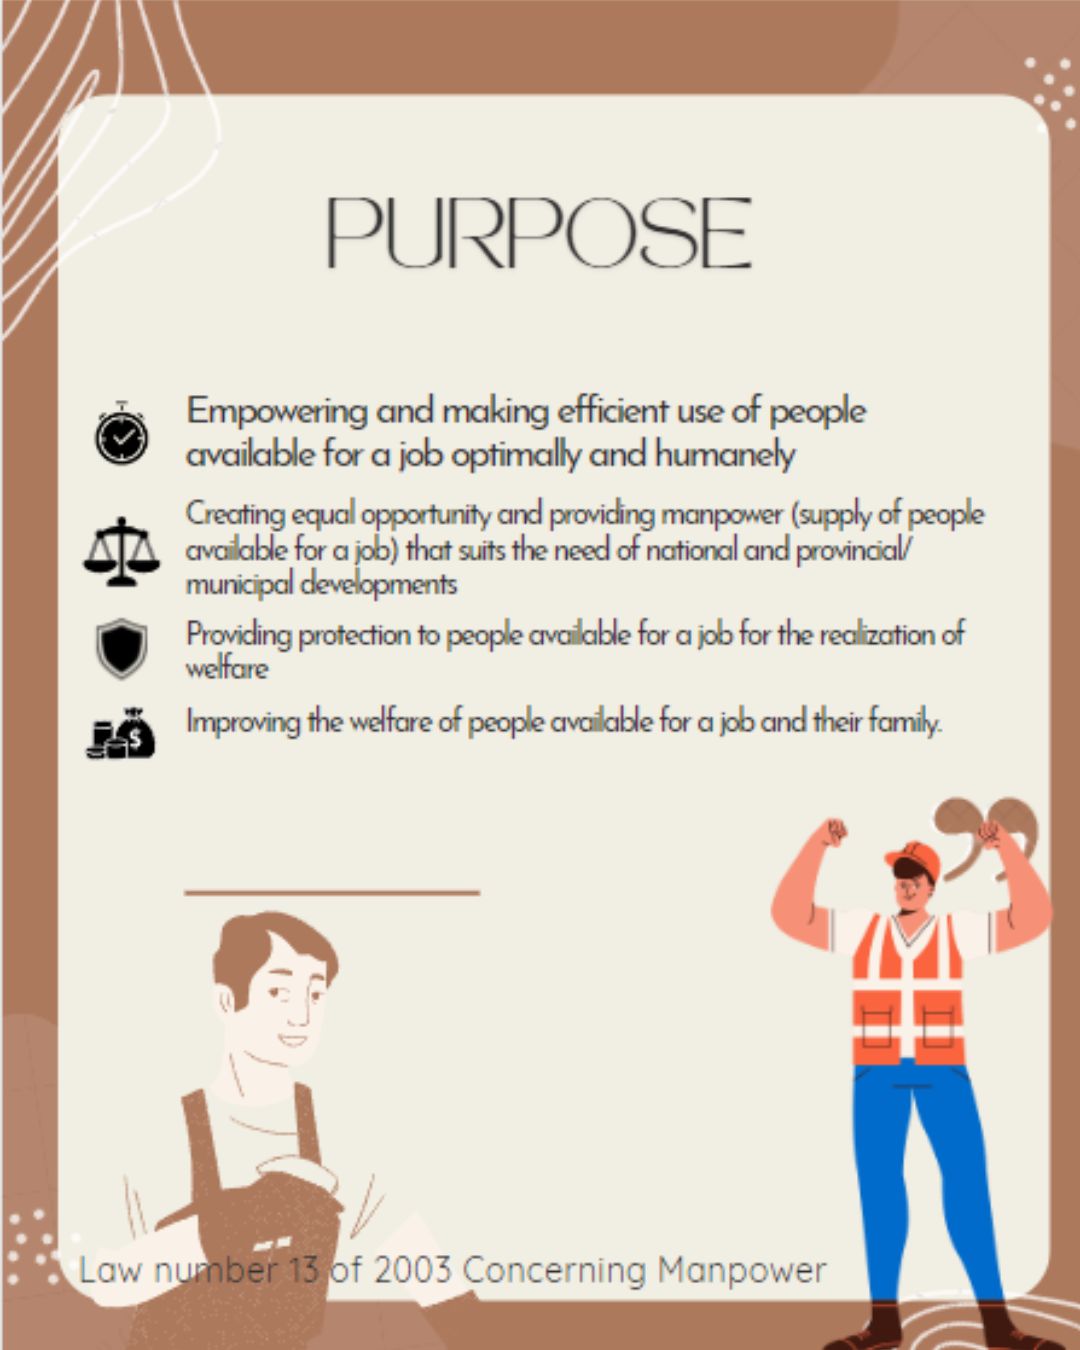 PURPOSE
Empowering and making efficient use of people
available for a job optimally and humanely
Creating equal opportunity and providing manpower (supply of people
available for a job) that suits the need of national and provincial/
municipal developments
Providing protection to people available for a job for the realization of
welfare
Improving the welfare of people available for a job and their family.
$
Law number 13 of 2003 Concerning Manpower